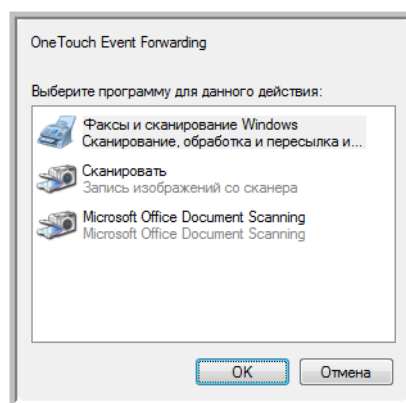 OneTouch Event Forwarding
Выберите программу для данного действия:
Факсы и сканирование Windows
Сканирование, обработка и пересылка и...
Сканировать
Запись изображений со сканера
Microsoft Office Document Scanning
Microsoft Office Document Scanning
OK
Отмена